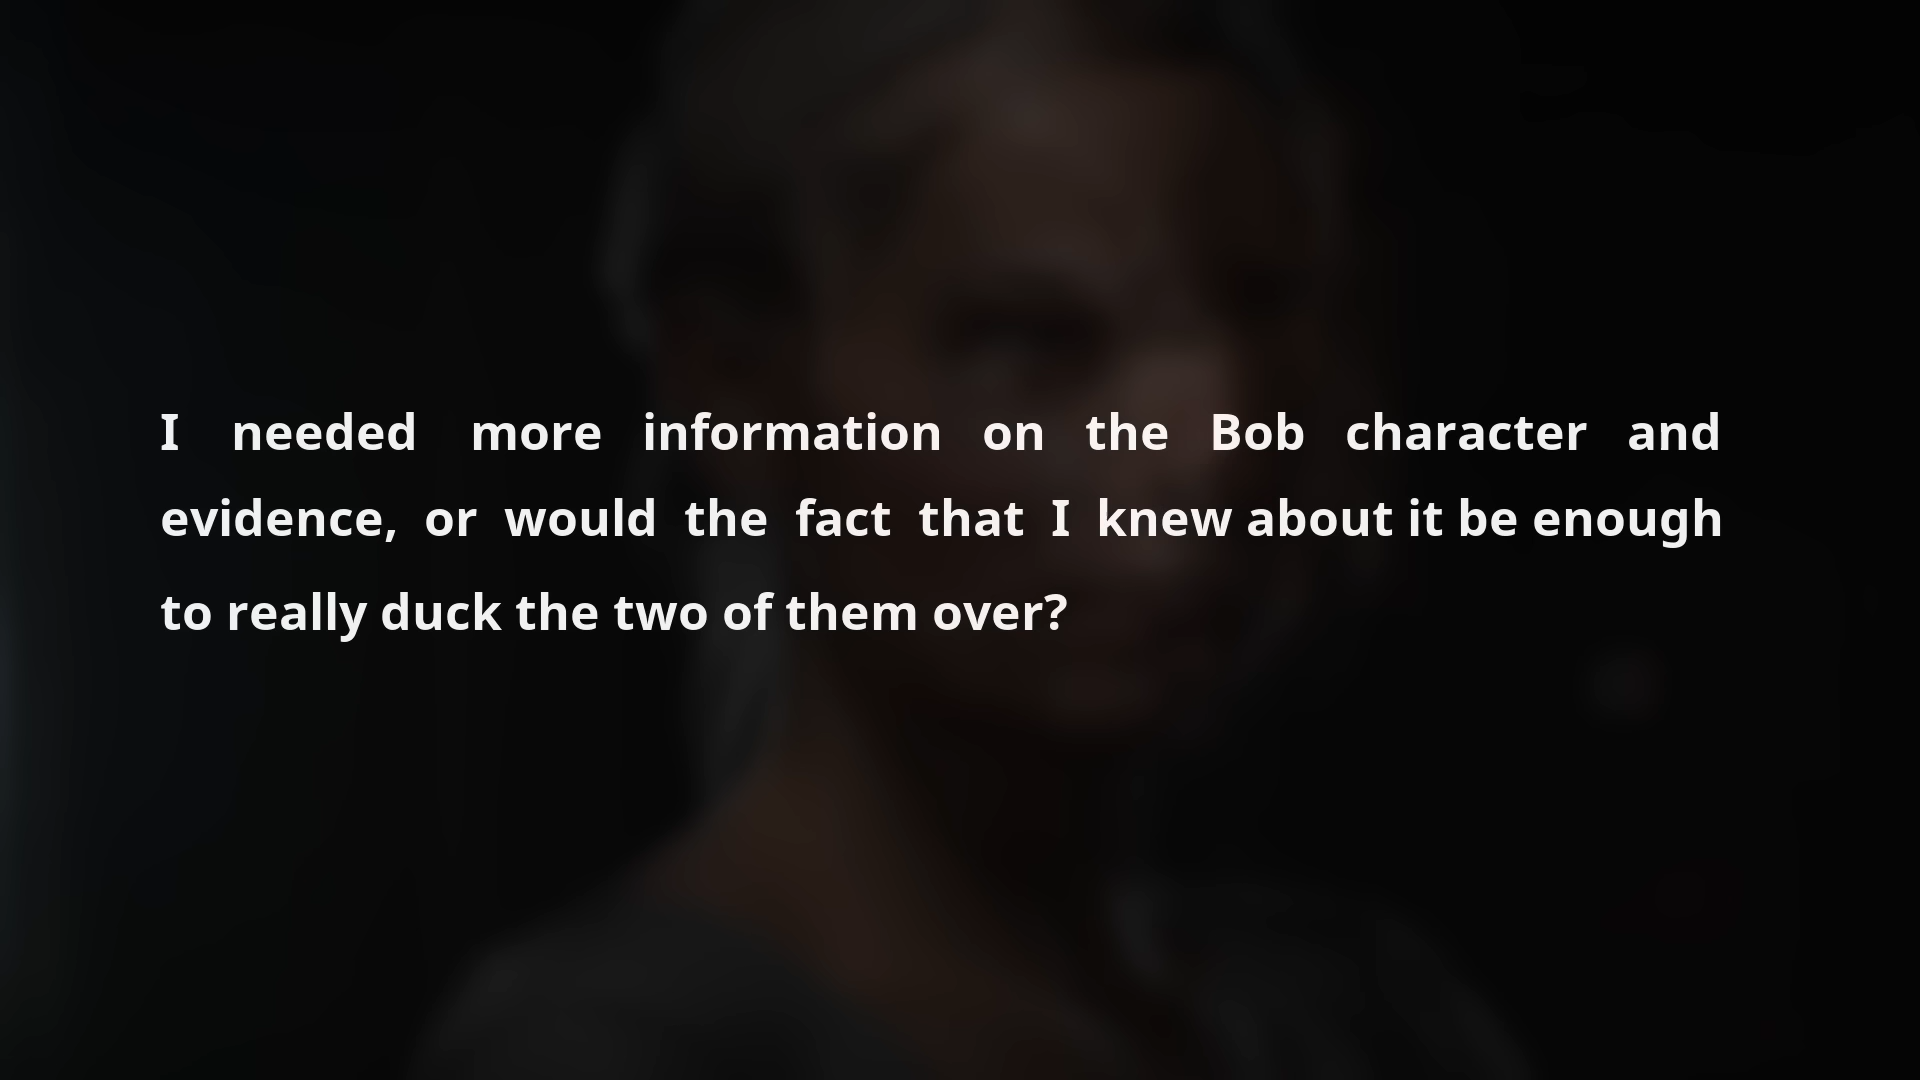 I needed more information on the Bob character and
evidence, or would the fact that I knew about it be enough
to really duck the two of them over?